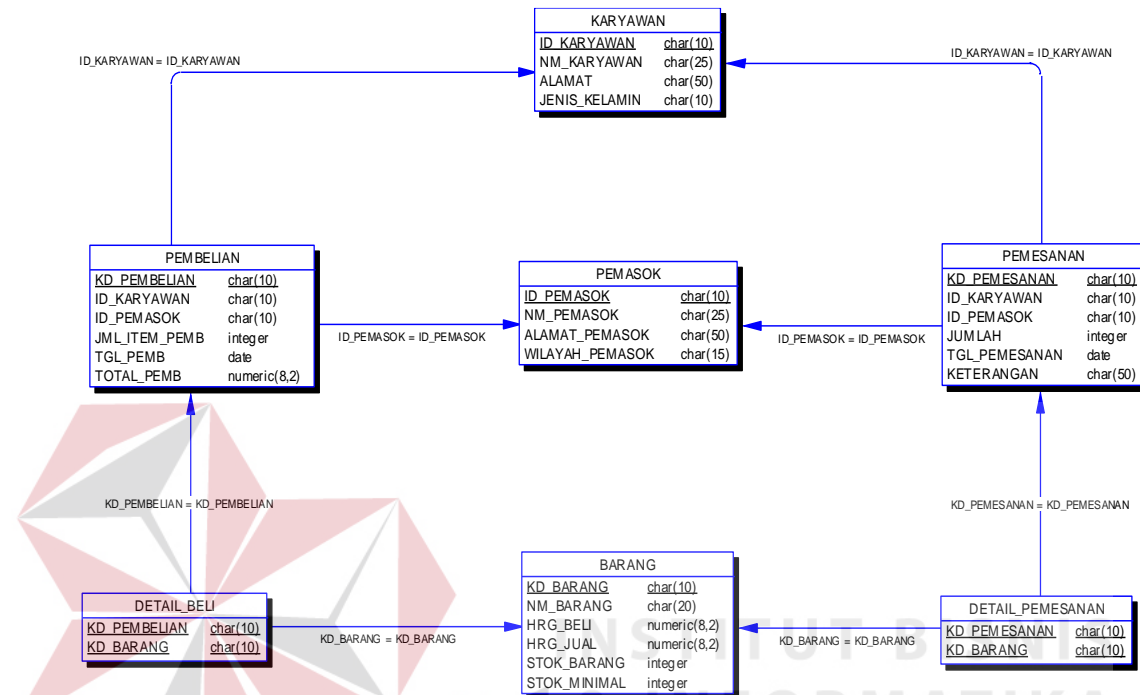 KARYAWAN
ID_KARYAWAN char(10)
NM_KARYAWAN char(25)
ALAMAT char(50)
JENIS_KELAMIN char(10)
ID_KARYAWAN = ID_KARYAWAN
ID_KARYAWAN = ID_KARYAWAN
PEMBELIAN
KD_PEMBELIAN char(10)
ID_KARYAWAN char(10)
ID_PEMASOK char(10)
JML_ITEM_PEMB integer
TGL_PEMB date
TOTAL_PEMB numeric(8,2)
ID_PEMASOK = ID_PEMASOK
PEMASOK
ID_PEMASOK char(10)
NM_PEMASOK char(25)
ALAMAT_PEMASOK char(50)
WILAYAH_PEMASOK char(15)
ID_PEMASOK = ID_PEMASOK
PEMESANAN
KD_PEMESANAN char(10)
ID_KARYAWAN char(10)
ID_PEMASOK char(10)
JUMLAH integer
TGL_PEMESANAN date
KETERANGAN char(50)
KD_PEMBELIAN = KD_PEMBELIAN
KD_PEMESANAN = KD_PEMESANAN
DETAIL_BELI
KD_PEMBELIAN char(10)
KD_BARANG char(10)
KD_BARANG = KD_BARANG
BARANG
KD_BARANG char(10)
NM_BARANG char(20)
HRG_BELI numeric(8,2)
HRG_JUAL numeric(8,2)
STOK_BARANG integer
STOK_MINIMAL integer
KD_BARANG = KD_BARANG
DETAIL_PEMESANAN
KD_PEMESANAN char(10)
KD_BARANG char(10)